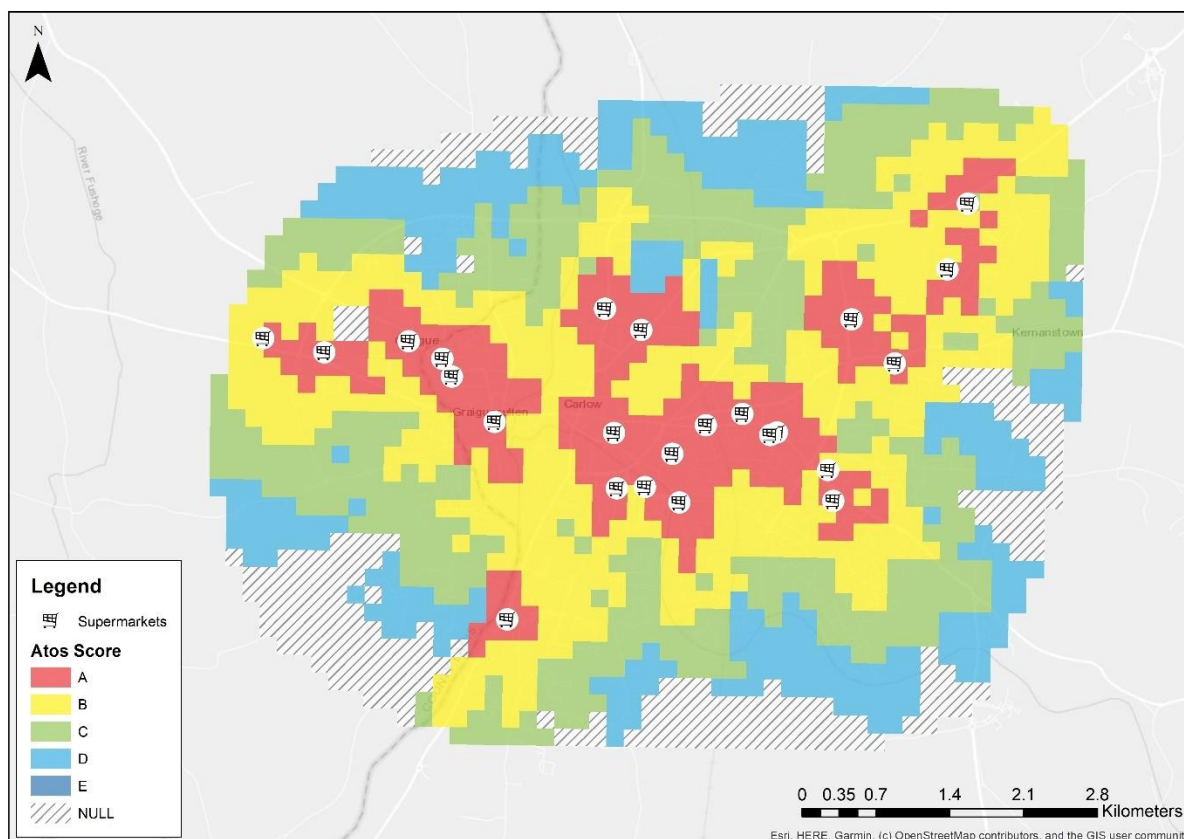 N
River Fushoge
Kernanstown
Carlow
Legend
Supermarkets
Atos Score
A
B
C
D
E
NULL
0 0.35 0.7 1.4 2.1 2.8
Kilometers
Esri, HERE, Garmin, (c) OpenStreetMap contributors, and the GIS user communit